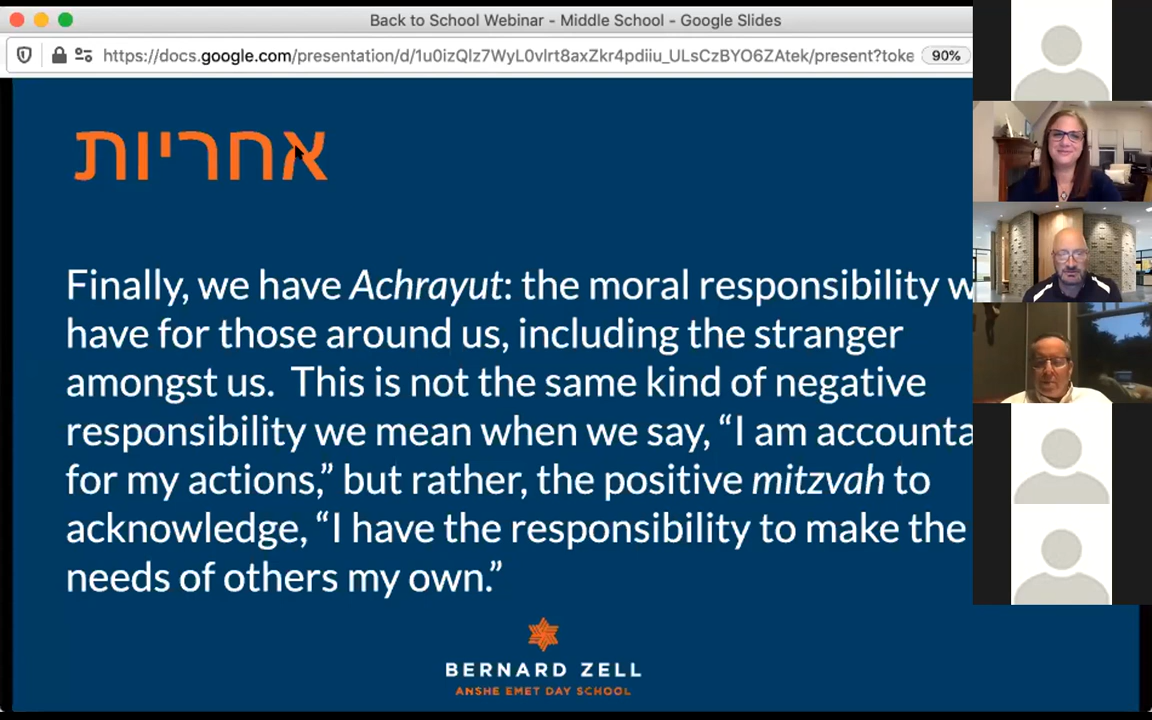 Back to School Webinar - Middle School - Google Slides
https://docs.google.com/presentation/d/1u0izQlz7WyL0vlrt8axZkr4pdiiu_ULsCzBYO6ZAtek/present?toke
90%
אחריות
Finally, we have Achrayut: the moral responsibility w
have for those around us, including the stranger
amongst us. This is not the same kind of negative
responsibility we mean when we say, “I am accounta
for my actions,” but rather, the positive mitzvah to
acknowledge, “I have the responsibility to make the
needs of others my own.”
BERNARD ZELL
ANSHE EMET DAY SCHOOL